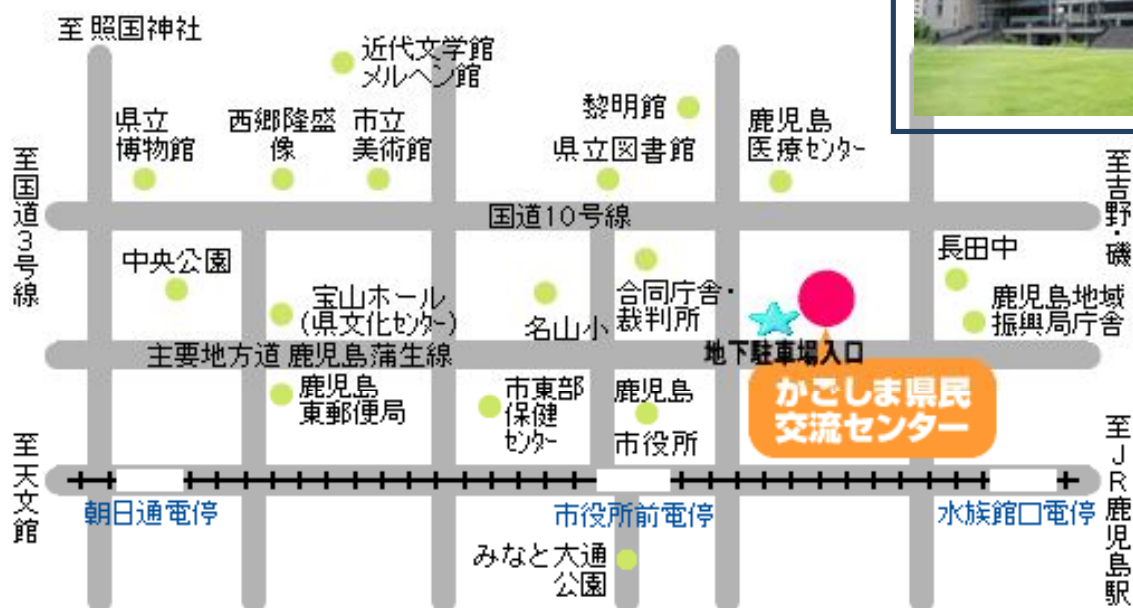 至 照国神社
近代文学館
メルヘン館
黎明館
県立
博物館
西郷隆盛
像
市立
美術館
県立図書館
鹿児島
医療センター
至国道3号線
至吉野・磯
国道10号線
中央公園
宝山ホール
(県文化センター)
名山小
合同庁舎・
裁判所
長田中
鹿児島地域
振興局庁舎
地下駐車場入口
主要地方道 鹿児島蒲生線
かごしま県民
交流センター
鹿児島
東郵便局
市東部
保健
センター
鹿児島
市役所
至天文館
至JR鹿児島駅
朝日通電停
市役所前電停
水族館口電停
みなと大通
公園